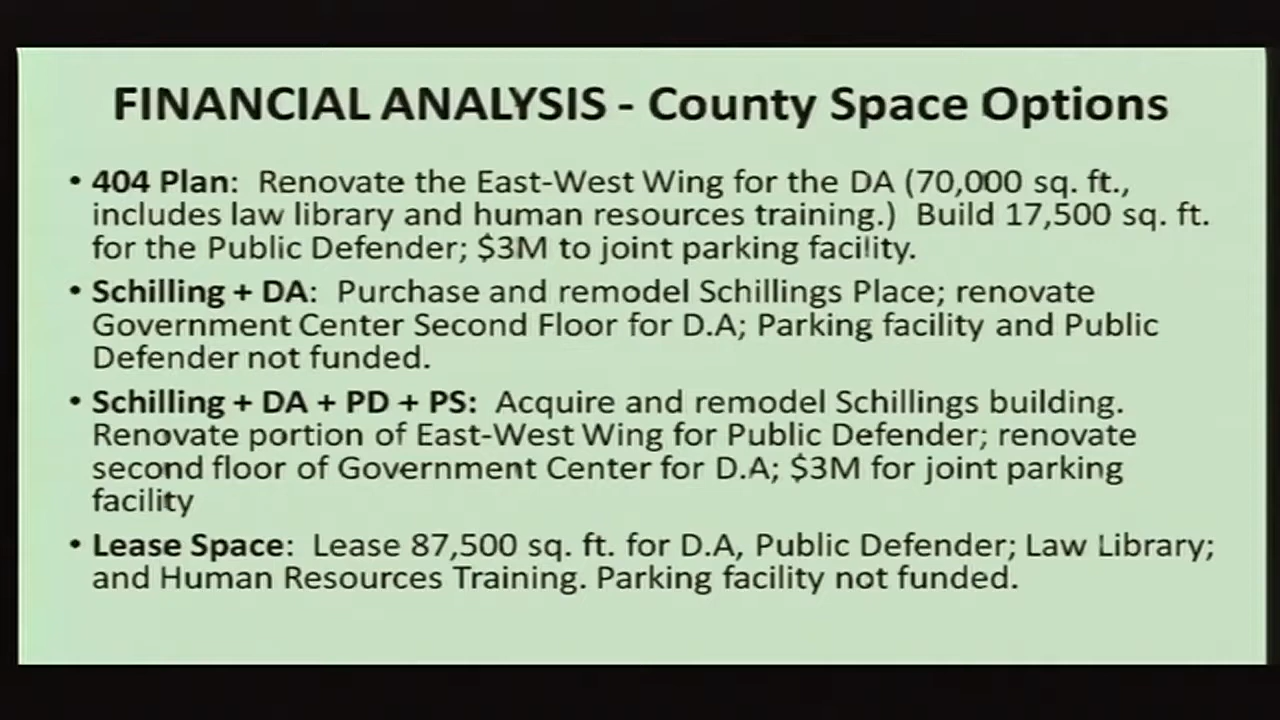 FINANCIAL ANALYSIS - County Space Options
• 404 Plan: Renovate the East-West Wing for the DA (70,000 sq. ft.,
includes law library and human resources training.) Build 17,500 sq. ft.
for the Public Defender; $3M to joint parking facility.
• Schilling + DA: Purchase and remodel Schillings Place; renovate
Government Center Second Floor for D.A; Parking facility and Public
Defender not funded.
• Schilling + DA + PD + PS: Acquire and remodel Schillings building.
Renovate portion of East-West Wing for Public Defender; renovate
second floor of Government Center for D.A; $3M for joint parking
facility
• Lease Space: Lease 87,500 sq. ft. for D.A, Public Defender; Law Library;
and Human Resources Training. Parking facility not funded.